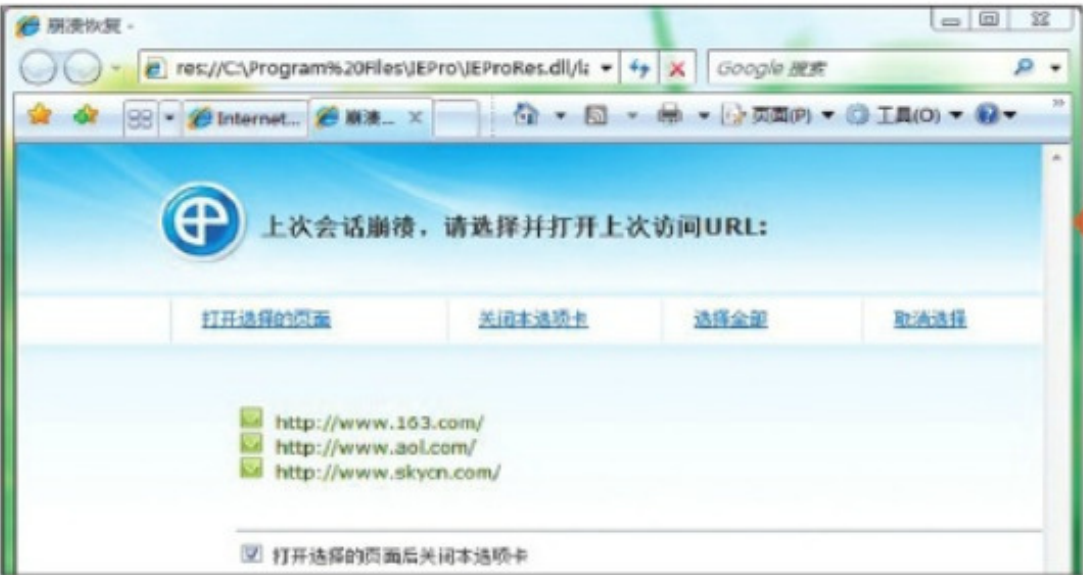 崩溃恢复 -
res://C:\Program%20Files\IEPro\IEProRes.dll/la
Google 搜索
Internet... 崩溃... 页面(P) 工具(O)
上次会话崩溃，请选择并打开上次访问URL:
打开选择的页面 关闭本选项卡 选择全部 取消选择
http://www.163.com/
http://www.aol.com/
http://www.skycn.com/
打开选择的页面后关闭本选项卡